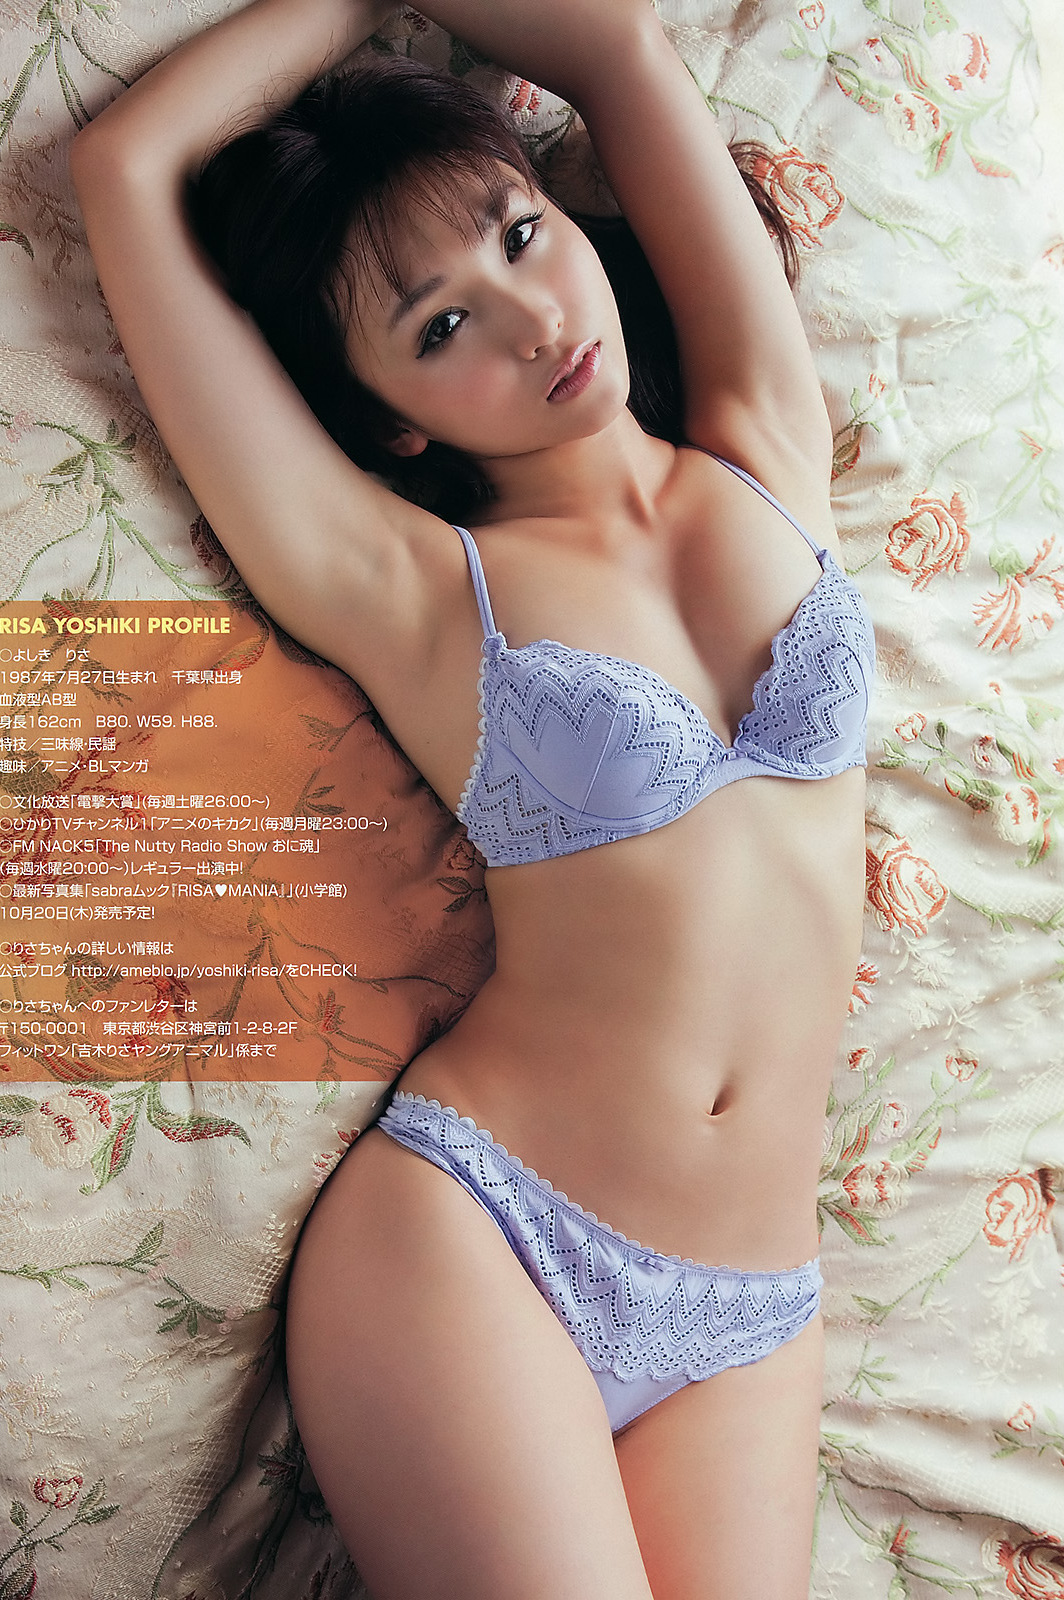 RISA YOSHIKI PROFILE
○よしき　りさ
1987年7月27日生まれ　千葉県出身
血液型AB型
身長162cm　B80. W59. H88.
特技／三味線・民謡
趣味／アニメ・BLマンガ
○文化放送「電撃大賞」(毎週土曜26:00～)
○ひかりTVチャンネル1「アニメのキカク」(毎週月曜23:00～)
○FM NACK5「The Nutty Radio Show おに魂」
(毎週水曜20:00～)レギュラー出演中!
○最新写真集「sabraムック『RISA♥MANIA』」(小学館)
10月20日(木)発売予定!
○りさちゃんの詳しい情報は
公式ブログ http://ameblo.jp/yoshiki-risa/をCHECK!
○りさちゃんへのファンレターは
〒150-0001　東京都渋谷区神宮前1-2-8-2F
フィットワン「吉木りさヤングアニマル」係まで